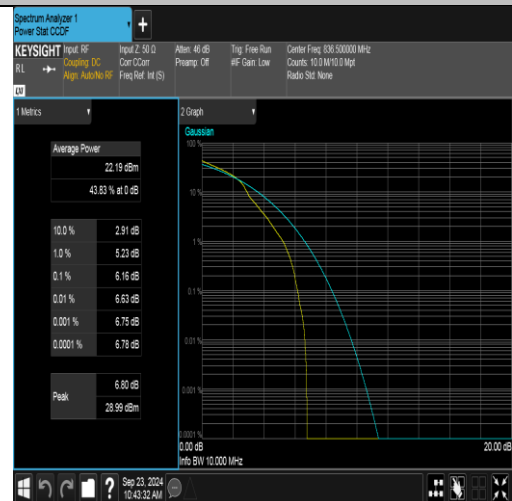 Spectrum Analyzer 1
Power Stat CCDF
+
KEYSIGHT Input: RF Input Z: 50 Ω Atten: 46 dB Trig: Free Run Center Freq: 836.500000 MHz
RL Coupling: DC Corr CCorr Preamp: Off #IF Gain: Low Counts: 10.0 M/10.0 Mpt
Align: Auto/No RF Freq Ref: Int (S) Radio Std: None
1 Metrics
Average Power
22.19 dBm
43.83 % at 0 dB
10.0 % 2.91 dB
1.0 % 5.23 dB
0.1 % 6.16 dB
0.01 % 6.63 dB
0.001 % 6.75 dB
0.0001 % 6.78 dB
Peak 6.80 dB
28.99 dBm
2 Graph
Gaussian
100 %
10 %
1 %
0.1 %
0.01 %
0.001 %
0.0001 %
0.00 dB 20.00 dB
Info BW 10.000 MHz
? Sep 23, 2024
10:43:32 AM